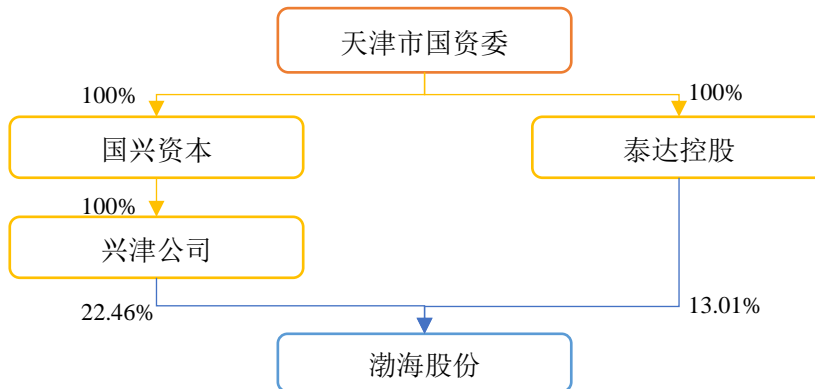 天津市国资委
100%
100%
国兴资本
泰达控股
100%
兴津公司
22.46%
13.01%
渤海股份